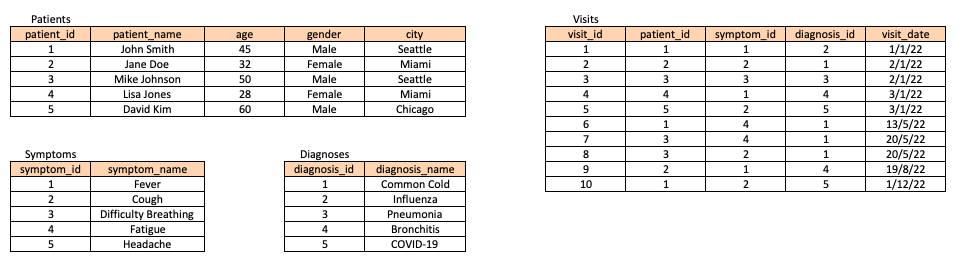 Patients
patient_id patient_name age gender city
1 John Smith 45 Male Seattle
2 Jane Doe 32 Female Miami
3 Mike Johnson 50 Male Seattle
4 Lisa Jones 28 Female Miami
5 David Kim 60 Male Chicago
Visits
visit_id patient_id symptom_id diagnosis_id visit_date
1 1 1 2 1/1/22
2 2 2 1 2/1/22
3 3 3 3 2/1/22
4 4 1 4 3/1/22
5 5 2 5 3/1/22
6 1 4 1 13/5/22
7 3 4 1 20/5/22
8 3 2 1 20/5/22
9 2 1 4 19/8/22
10 1 2 5 1/12/22
Symptoms
symptom_id symptom_name
1 Fever
2 Cough
3 Difficulty Breathing
4 Fatigue
5 Headache
Diagnoses
diagnosis_id diagnosis_name
1 Common Cold
2 Influenza
3 Pneumonia
4 Bronchitis
5 COVID-19